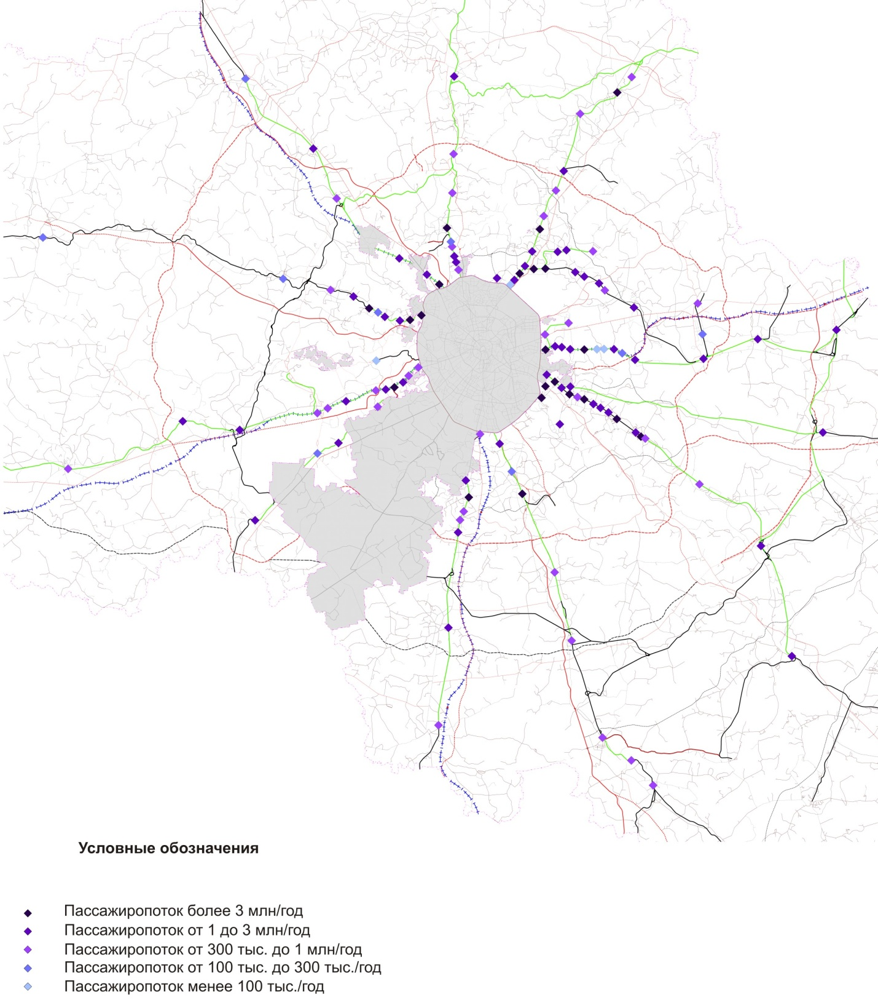 Условные обозначения
Пассажиропоток более 3 млн/год
Пассажиропоток от 1 до 3 млн/год
Пассажиропоток от 300 тыс. до 1 млн/год
Пассажиропоток от 100 тыс. до 300 тыс./год
Пассажиропоток менее 100 тыс./год